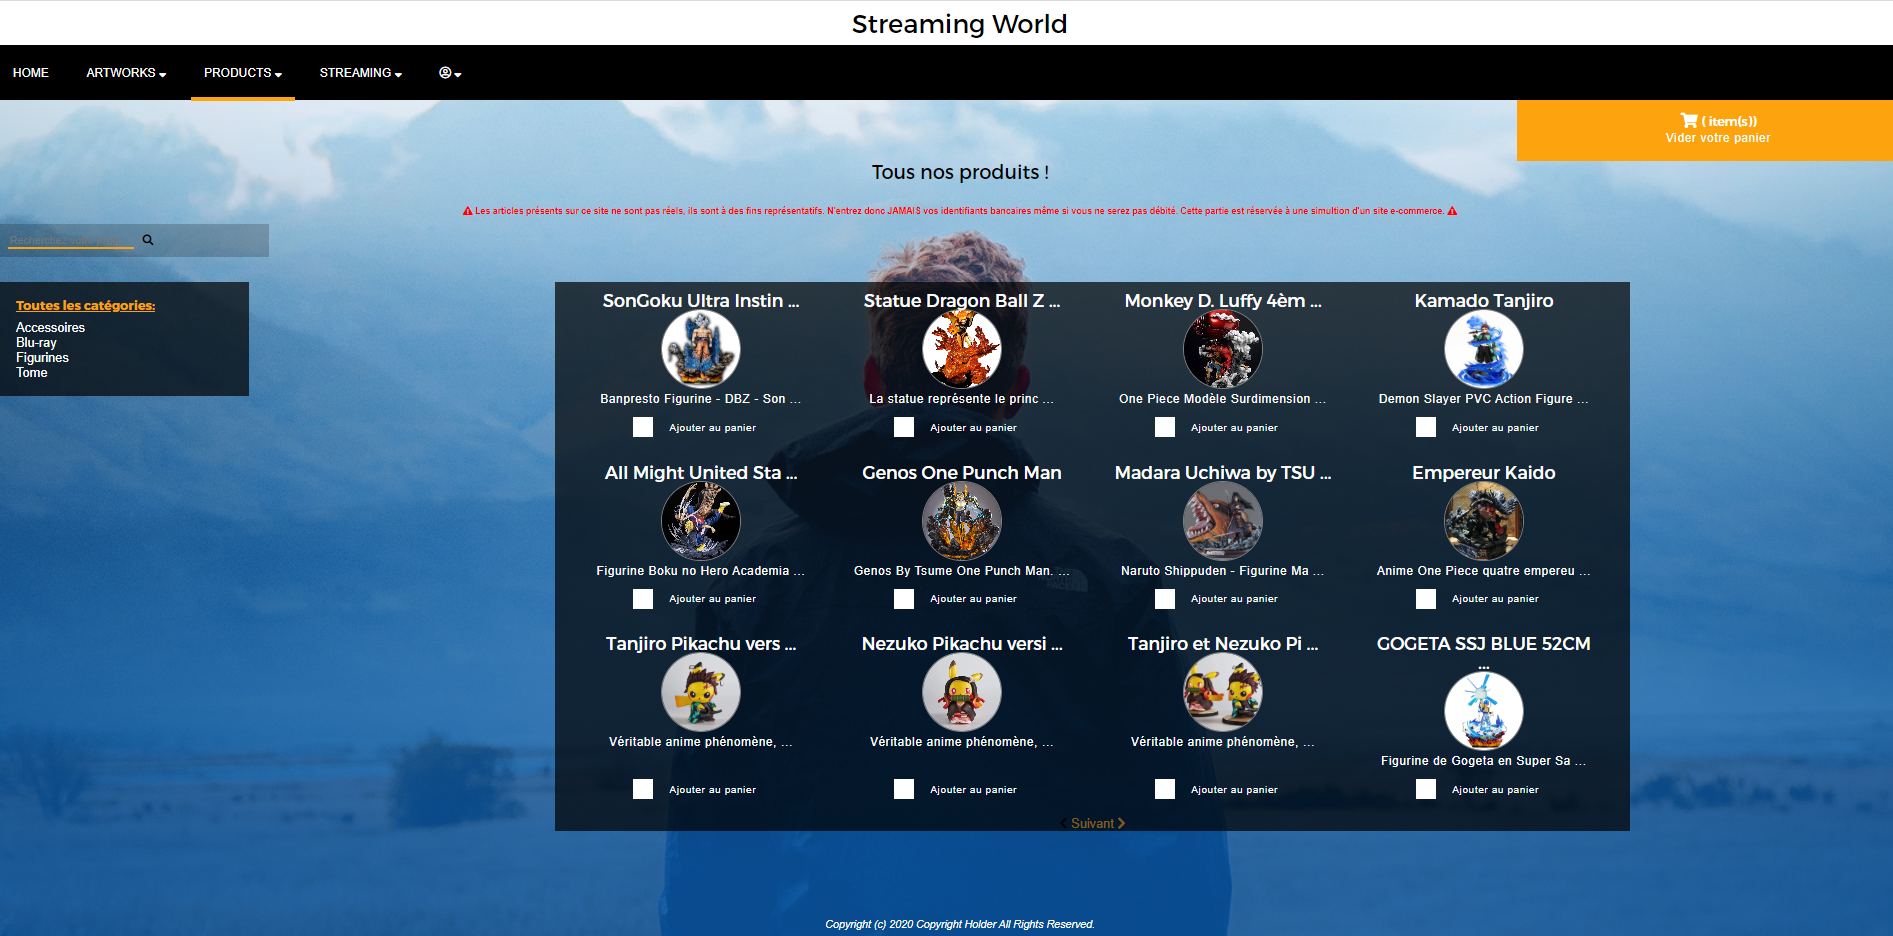 Streaming World
HOME ARTWORKS PRODUCTS STREAMING
( item(s))
Vider votre panier
Tous nos produits !
Les articles présents sur ce site ne sont pas réels, ils sont à des fins représentatifs. N'entrez donc JAMAIS vos identifiants bancaires même si vous ne serez pas débité. Cette partie est réservée à une simultion d'un site e-commerce.
Toutes les catégories:
Accessoires
Blu-ray
Figurines
Tome
SonGoku Ultra Instin ... Statue Dragon Ball Z ... Monkey D. Luffy 4èm ... Kamado Tanjiro
Banpresto Figurine - DBZ - Son ... La statue représente le princ ... One Piece Modèle Surdimension ... Demon Slayer PVC Action Figure ...
Ajouter au panier Ajouter au panier Ajouter au panier Ajouter au panier
All Might United Sta ... Genos One Punch Man Madara Uchiwa by TSU ... Empereur Kaido
Figurine Boku no Hero Academia ... Genos By Tsume One Punch Man. ... Naruto Shippuden - Figurine Ma ... Anime One Piece quatre empereu ...
Ajouter au panier Ajouter au panier Ajouter au panier Ajouter au panier
Tanjiro Pikachu vers ... Nezuko Pikachu versi ... Tanjiro et Nezuko Pi ... GOGETA SSJ BLUE 52CM
...
Véritable anime phénomène, ... Véritable anime phénomène, ... Véritable anime phénomène, ...
Figurine de Gogeta en Super Sa ...
Ajouter au panier Ajouter au panier Ajouter au panier Ajouter au panier
Suivant
Copyright (c) 2020 Copyright Holder All Rights Reserved.